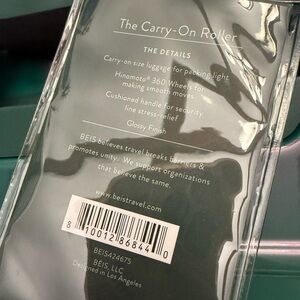 The Carry-On Roller
THE DETAILS
Carry-on size luggage for packing light
Hinomoto® 360 Wheels for
making smooth moves
Cushioned handle for security
line stress-relief
Glossy Finish
BÉIS believes travel breaks barriers &
promotes unity. We support organizations
that believe the same.
www.beistravel.com
8 10012 86844 0
BEIS424675
BÉIS, LLC
Designed in Los Angeles